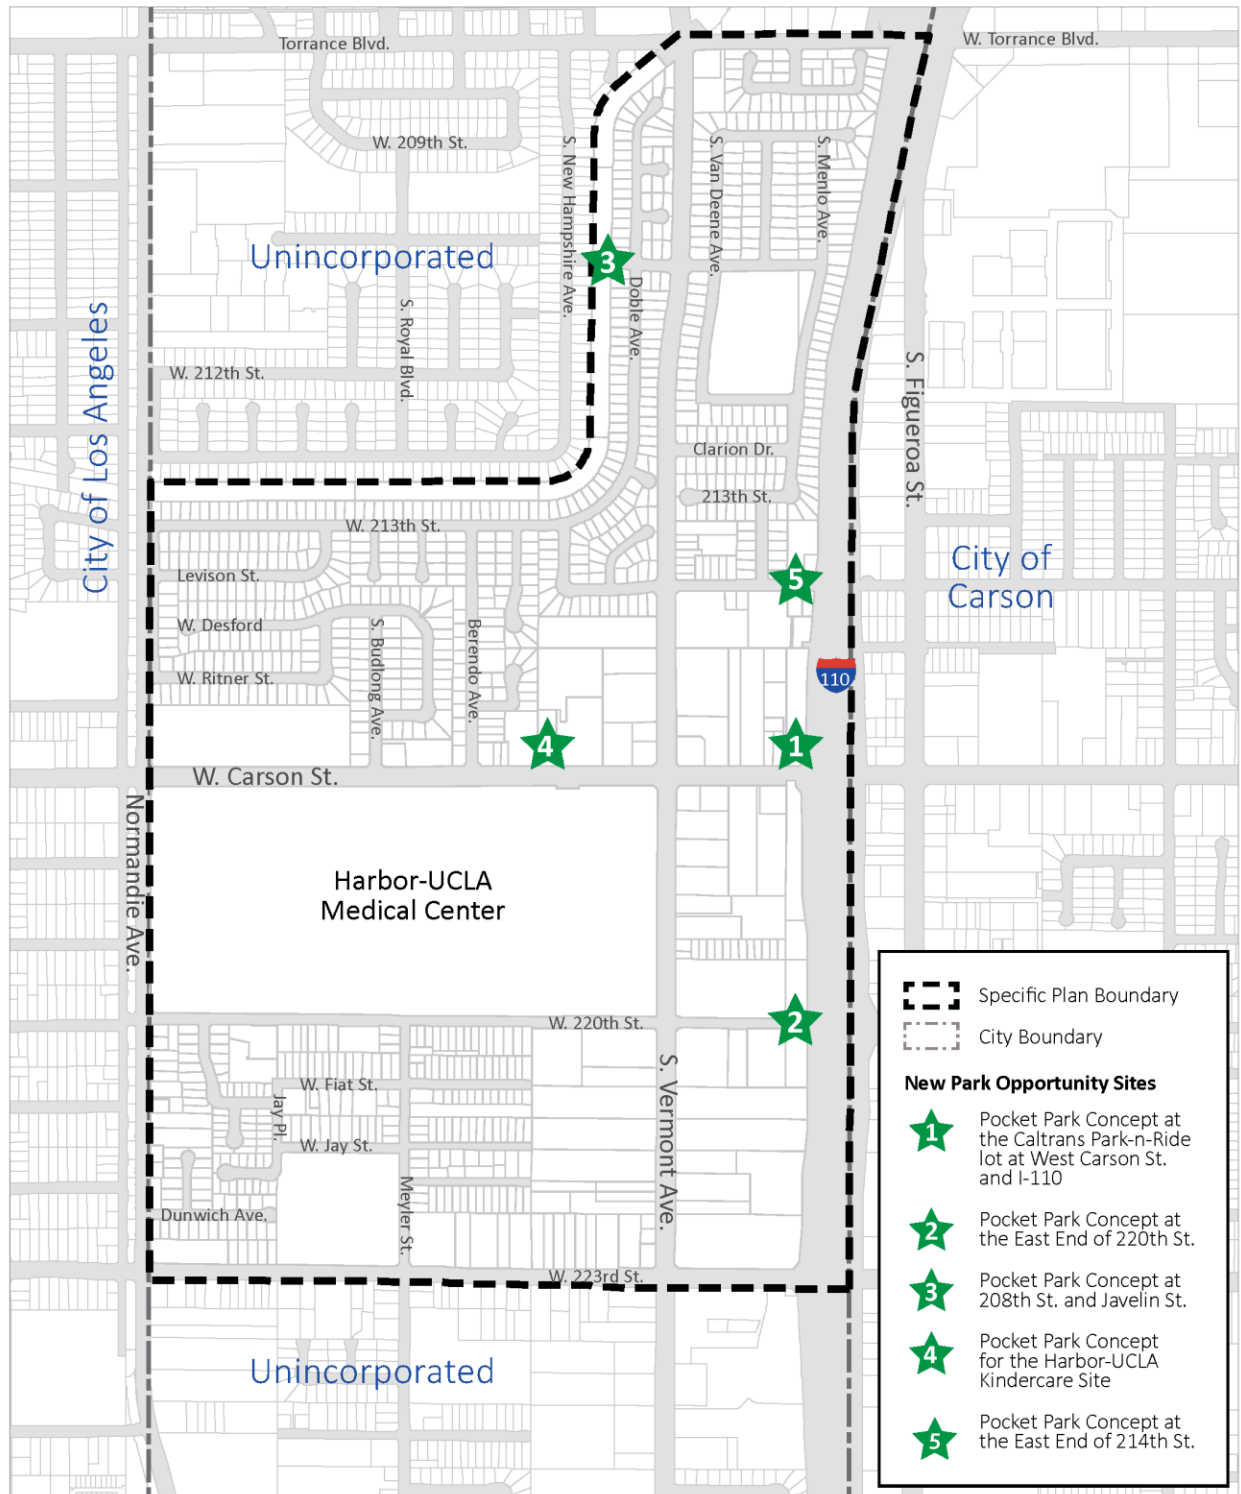 Torrance Blvd.
W. Torrance Blvd.
W. 209th St.
S. New Hampshire Ave.
S. Van Deene Ave.
S. Menlo Ave.
Unincorporated
3
Doble Ave.
S. Royal Blvd.
City of Los Angeles
W. 212th St.
S. Figueroa St.
Clarion Dr.
213th St.
W. 213th St.
Levison St.
5
City of
Carson
W. Desford
S. Budlong Ave.
Berendo Ave.
W. Ritner St.
110
4
1
W. Carson St.
Normandie Ave.
Harbor-UCLA
Medical Center
W. 220th St.
2
S. Vermont Ave.
W. Fiat St.
Jay Pl.
W. Jay St.
Meyler St.
Dunwich Ave.
W. 223rd St.
Unincorporated
Specific Plan Boundary
City Boundary
New Park Opportunity Sites
1
Pocket Park Concept at
the Caltrans Park-n-Ride
lot at West Carson St.
and I-110
2
Pocket Park Concept at
the East End of 220th St.
3
Pocket Park Concept at
208th St. and Javelin St.
4
Pocket Park Concept
for the Harbor-UCLA
Kindercare Site
5
Pocket Park Concept at
the East End of 214th St.